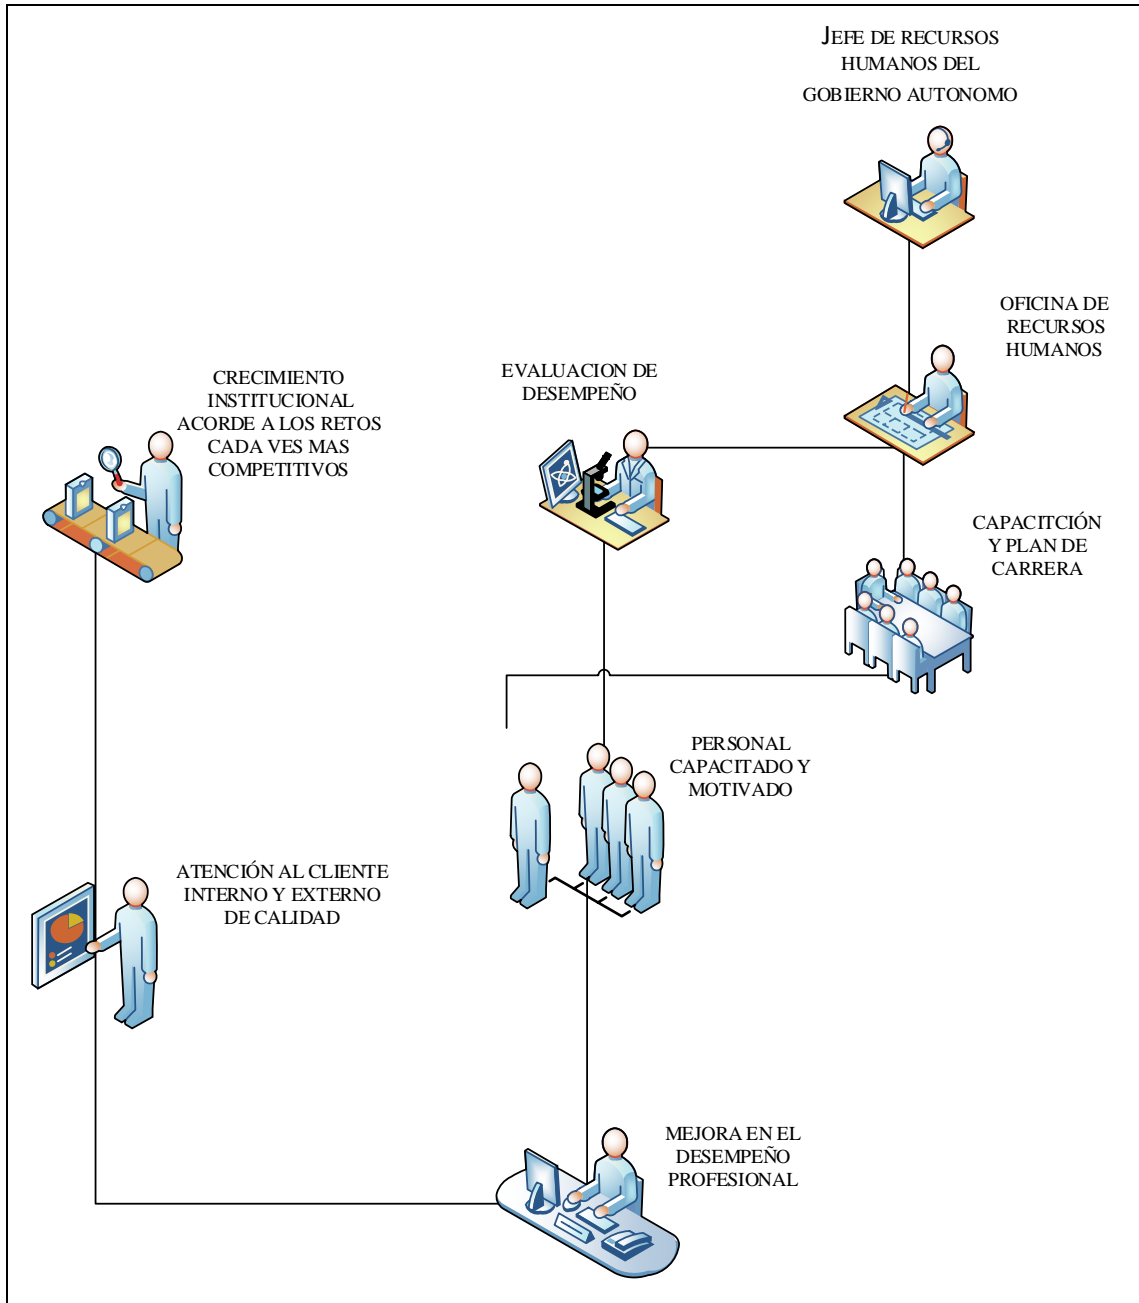 JEFE DE RECURSOS
HUMANOS DEL
GOBIERNO AUTONOMO
OFICINA DE
RECURSOS
HUMANOS
EVALUACION DE
DESEMPEÑO
CRECIMIENTO
INSTITUCIONAL
ACORDE A LOS RETOS
CADA VES MAS
COMPETITIVOS
CAPACITCIÓN
Y PLAN DE
CARRERA
PERSONAL
CAPACITADO Y
MOTIVADO
ATENCIÓN AL CLIENTE
INTERNO Y EXTERNO
DE CALIDAD
MEJORA EN EL
DESEMPEÑO
PROFESIONAL